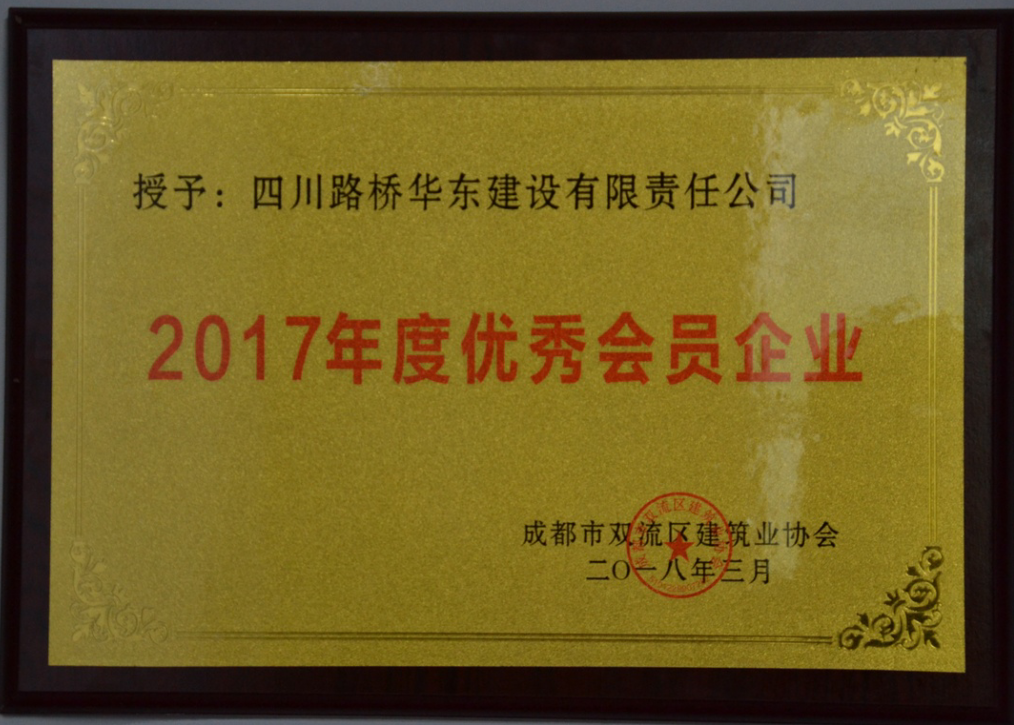 授予：四川路桥华东建设有限责任公司
2017年度优秀会员企业
成都市双流区建筑业协会
二〇一八年三月